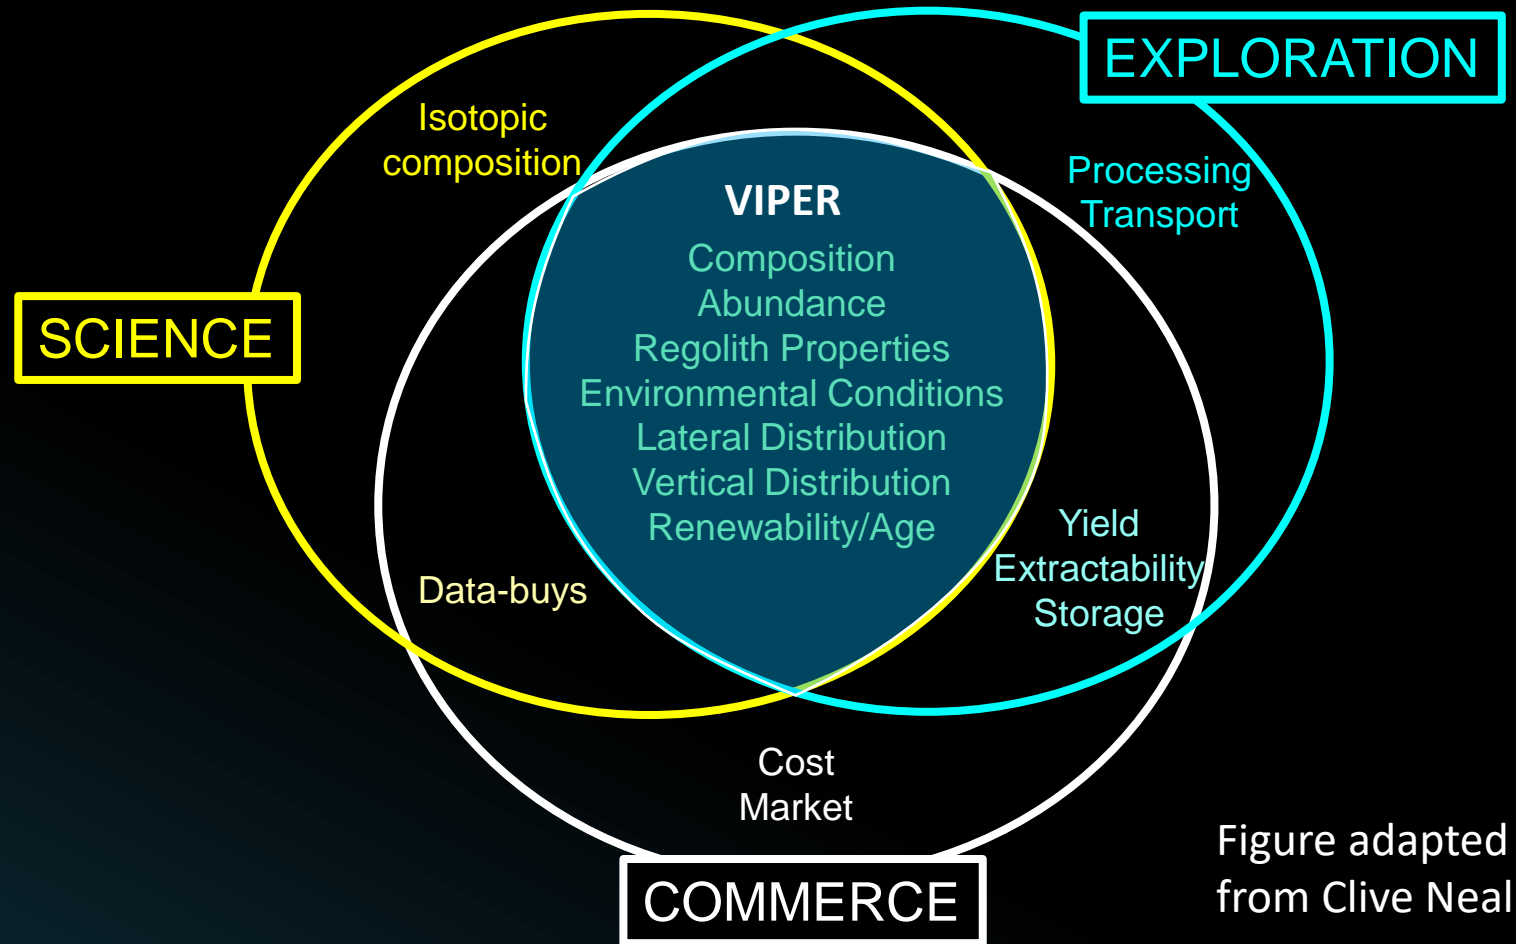 EXPLORATION
Isotopic
composition
Processing
Transport
VIPER
Composition
Abundance
Regolith Properties
Environmental Conditions
Lateral Distribution
Vertical Distribution
Renewability/Age
SCIENCE
Yield
Extractability
Storage
Data-buys
Cost
Market
COMMERCE
Figure adapted
from Clive Neal